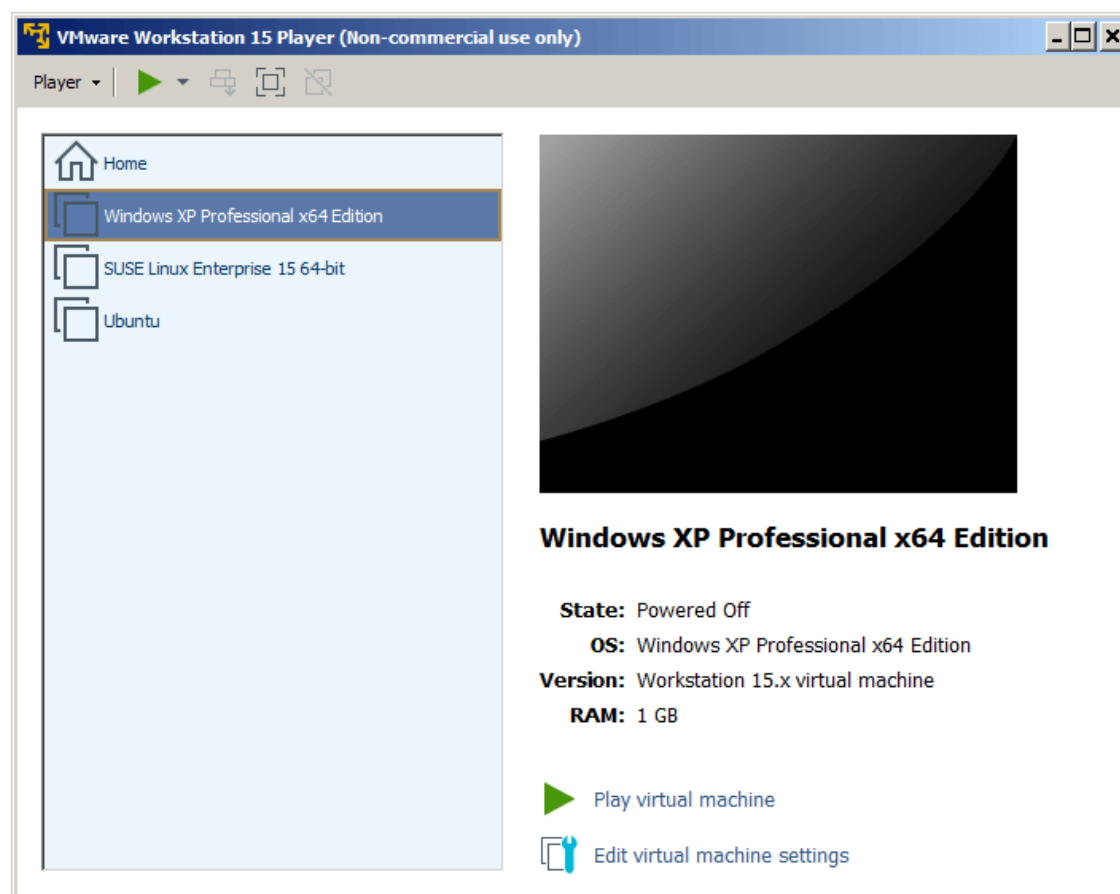 VMware Workstation 15 Player (Non-commercial use only)
Player
Home
Windows XP Professional x64 Edition
SUSE Linux Enterprise 15 64-bit
Ubuntu
Windows XP Professional x64 Edition
State: Powered Off
OS: Windows XP Professional x64 Edition
Version: Workstation 15.x virtual machine
RAM: 1 GB
Play virtual machine
Edit virtual machine settings